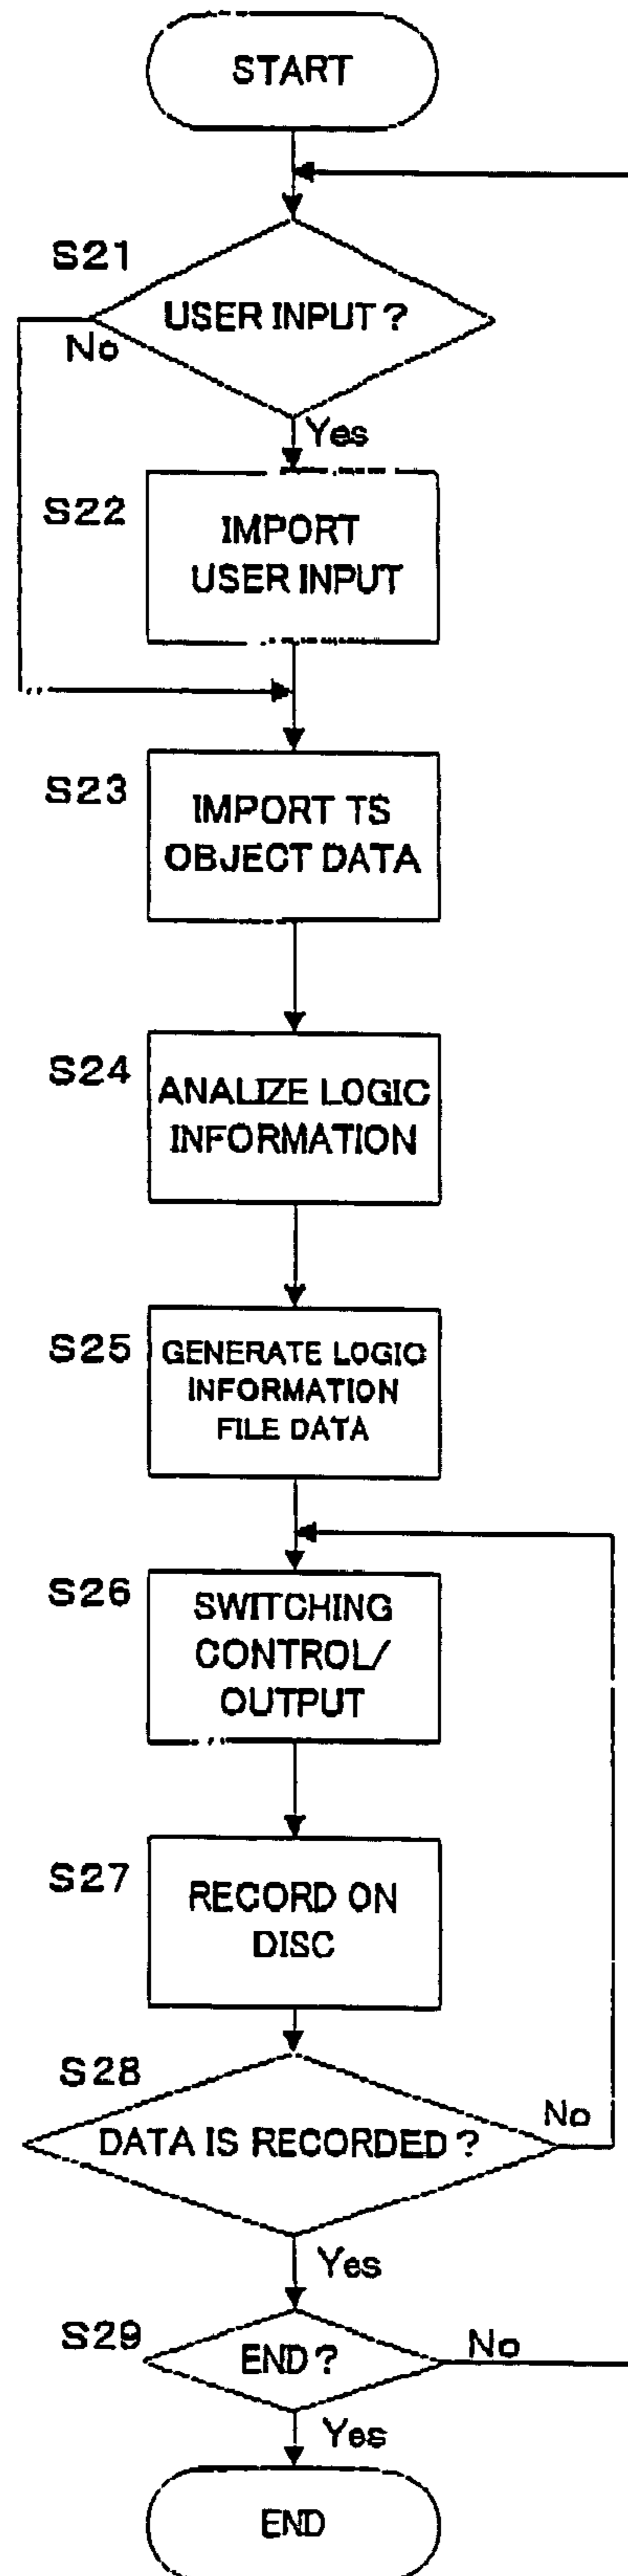 START
S21
USER INPUT ?
No
Yes
S22
IMPORT
USER INPUT
S23
IMPORT TS
OBJECT DATA
S24
ANALIZE LOGIC
INFORMATION
S25
GENERATE LOGIC
INFORMATION
FILE DATA
S26
SWITCHING
CONTROL/
OUTPUT
S27
RECORD ON
DISC
S28
DATA IS RECORDED ?
No
Yes
S29
END ?
No
Yes
END